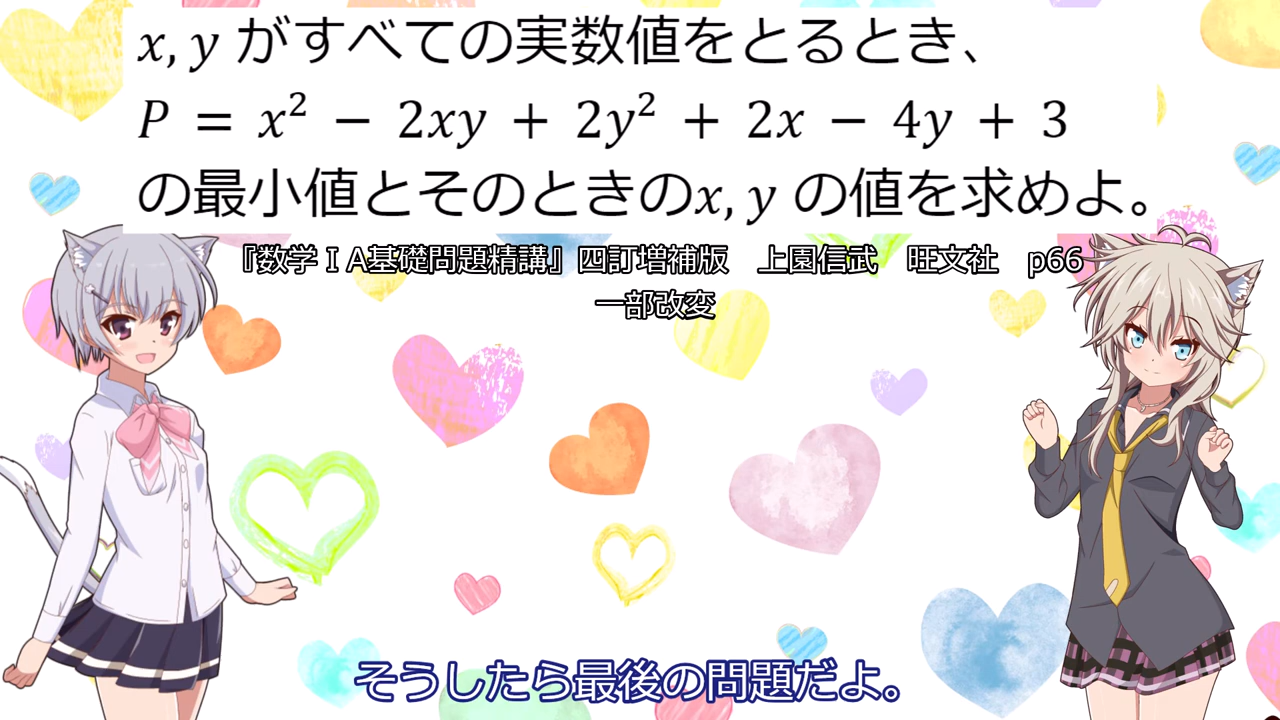 x, y がすべての実数値をとるとき、
P = x² − 2xy + 2y² + 2x − 4y + 3
の最小値とそのときのx, y の値を求めよ。
『数学ⅠA基礎問題精講』四訂増補版　上園信武　旺文社　p66
一部改変
そうしたら最後の問題だよ。